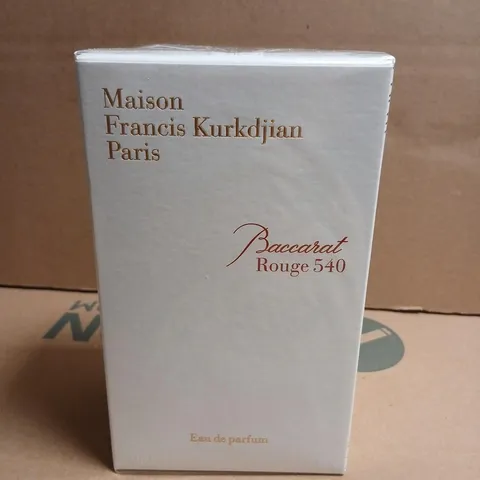 Maison
Francis Kurkdjian
Paris
Baccarat
Rouge 540
Eau de parfum